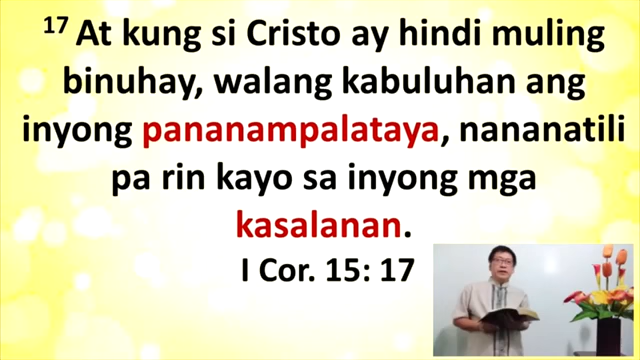 17 At kung si Cristo ay hindi muling
binuhay, walang kabuluhan ang
inyong pananampalataya, nananatili
pa rin kayo sa inyong mga
kasalanan.
I Cor. 15: 17